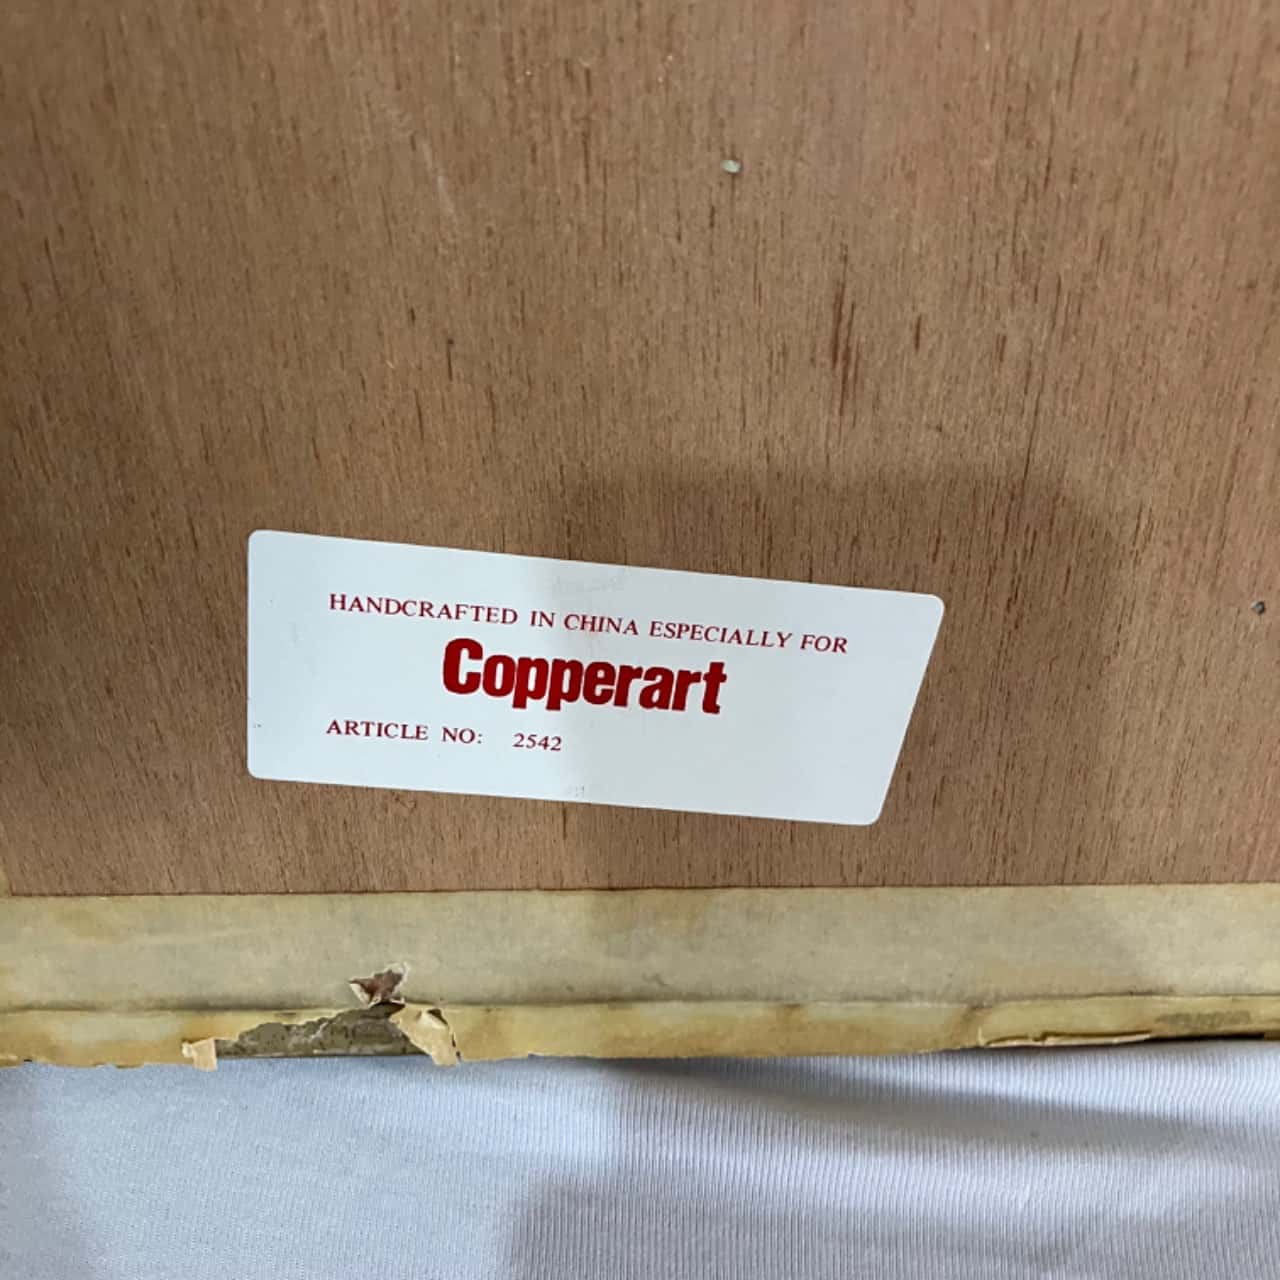 HANDCRAFTED IN CHINA ESPECIALLY FOR
Copperart
ARTICLE NO: 2542